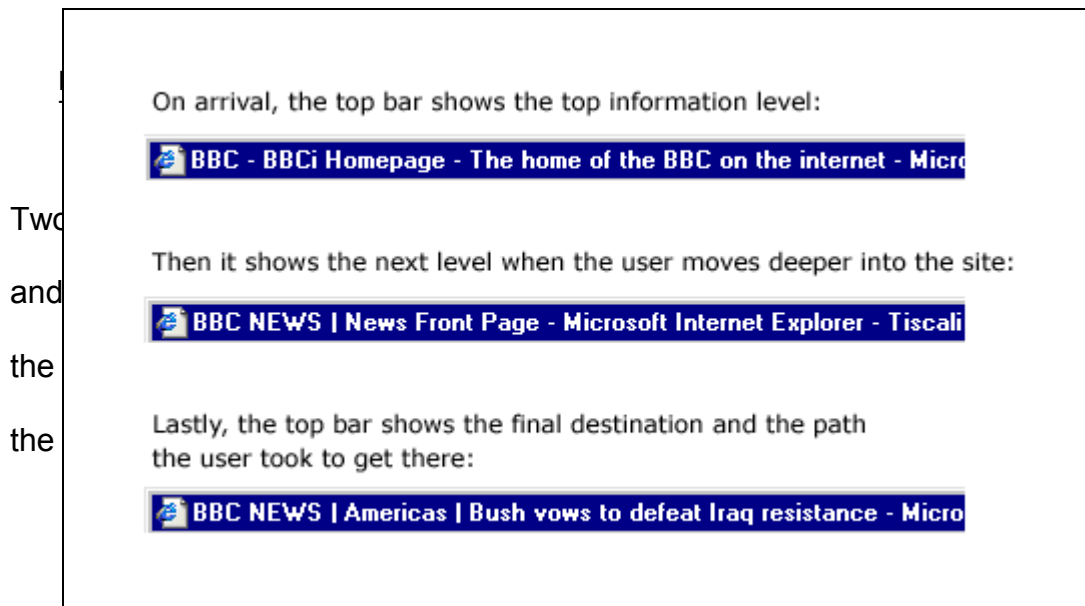 On arrival, the top bar shows the top information level:
BBC - BBCi Homepage - The home of the BBC on the internet - Micro
Then it shows the next level when the user moves deeper into the site:
and
BBC NEWS | News Front Page - Microsoft Internet Explorer - Tiscali
the
Lastly, the top bar shows the final destination and the path
the
the user took to get there:
BBC NEWS | Americas | Bush vows to defeat Iraq resistance - Micro